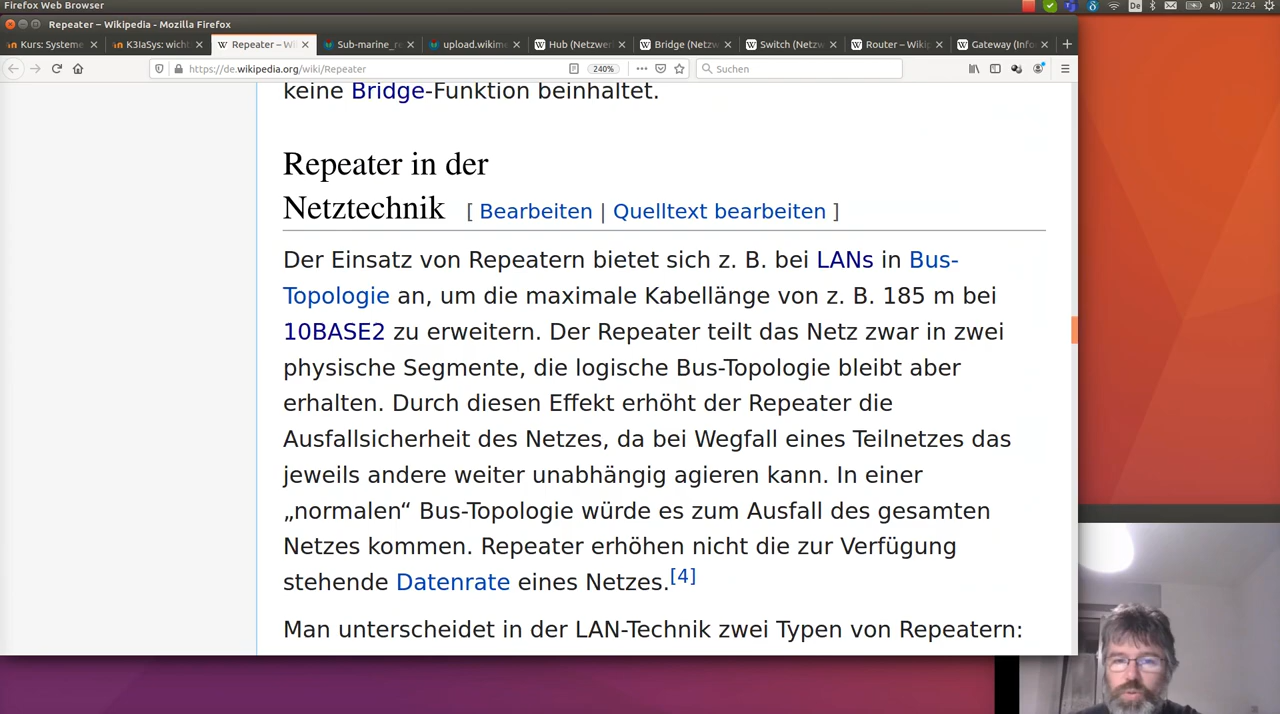 Firefox Web Browser
De
22:24
Repeater – Wikipedia - Mozilla Firefox
Kurs: Systeme
K3IaSys: wicht
Repeater – Wi
Sub-marine_re
upload.wikime
Hub (Netzwerk
Bridge (Netzw
Switch (Netzw
Router – Wikip
Gateway (Info
https://de.wikipedia.org/wiki/Repeater
240%
Suchen
keine Bridge-Funktion beinhaltet.
Repeater in der
Netztechnik [ Bearbeiten | Quelltext bearbeiten ]
Der Einsatz von Repeatern bietet sich z. B. bei LANs in Bus-
Topologie an, um die maximale Kabellänge von z. B. 185 m bei
10BASE2 zu erweitern. Der Repeater teilt das Netz zwar in zwei
physische Segmente, die logische Bus-Topologie bleibt aber
erhalten. Durch diesen Effekt erhöht der Repeater die
Ausfallsicherheit des Netzes, da bei Wegfall eines Teilnetzes das
jeweils andere weiter unabhängig agieren kann. In einer
„normalen“ Bus-Topologie würde es zum Ausfall des gesamten
Netzes kommen. Repeater erhöhen nicht die zur Verfügung
stehende Datenrate eines Netzes.[4]
Man unterscheidet in der LAN-Technik zwei Typen von Repeatern: